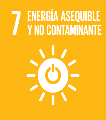 7 ENERGÍA ASEQUIBLE
Y NO CONTAMINANTE